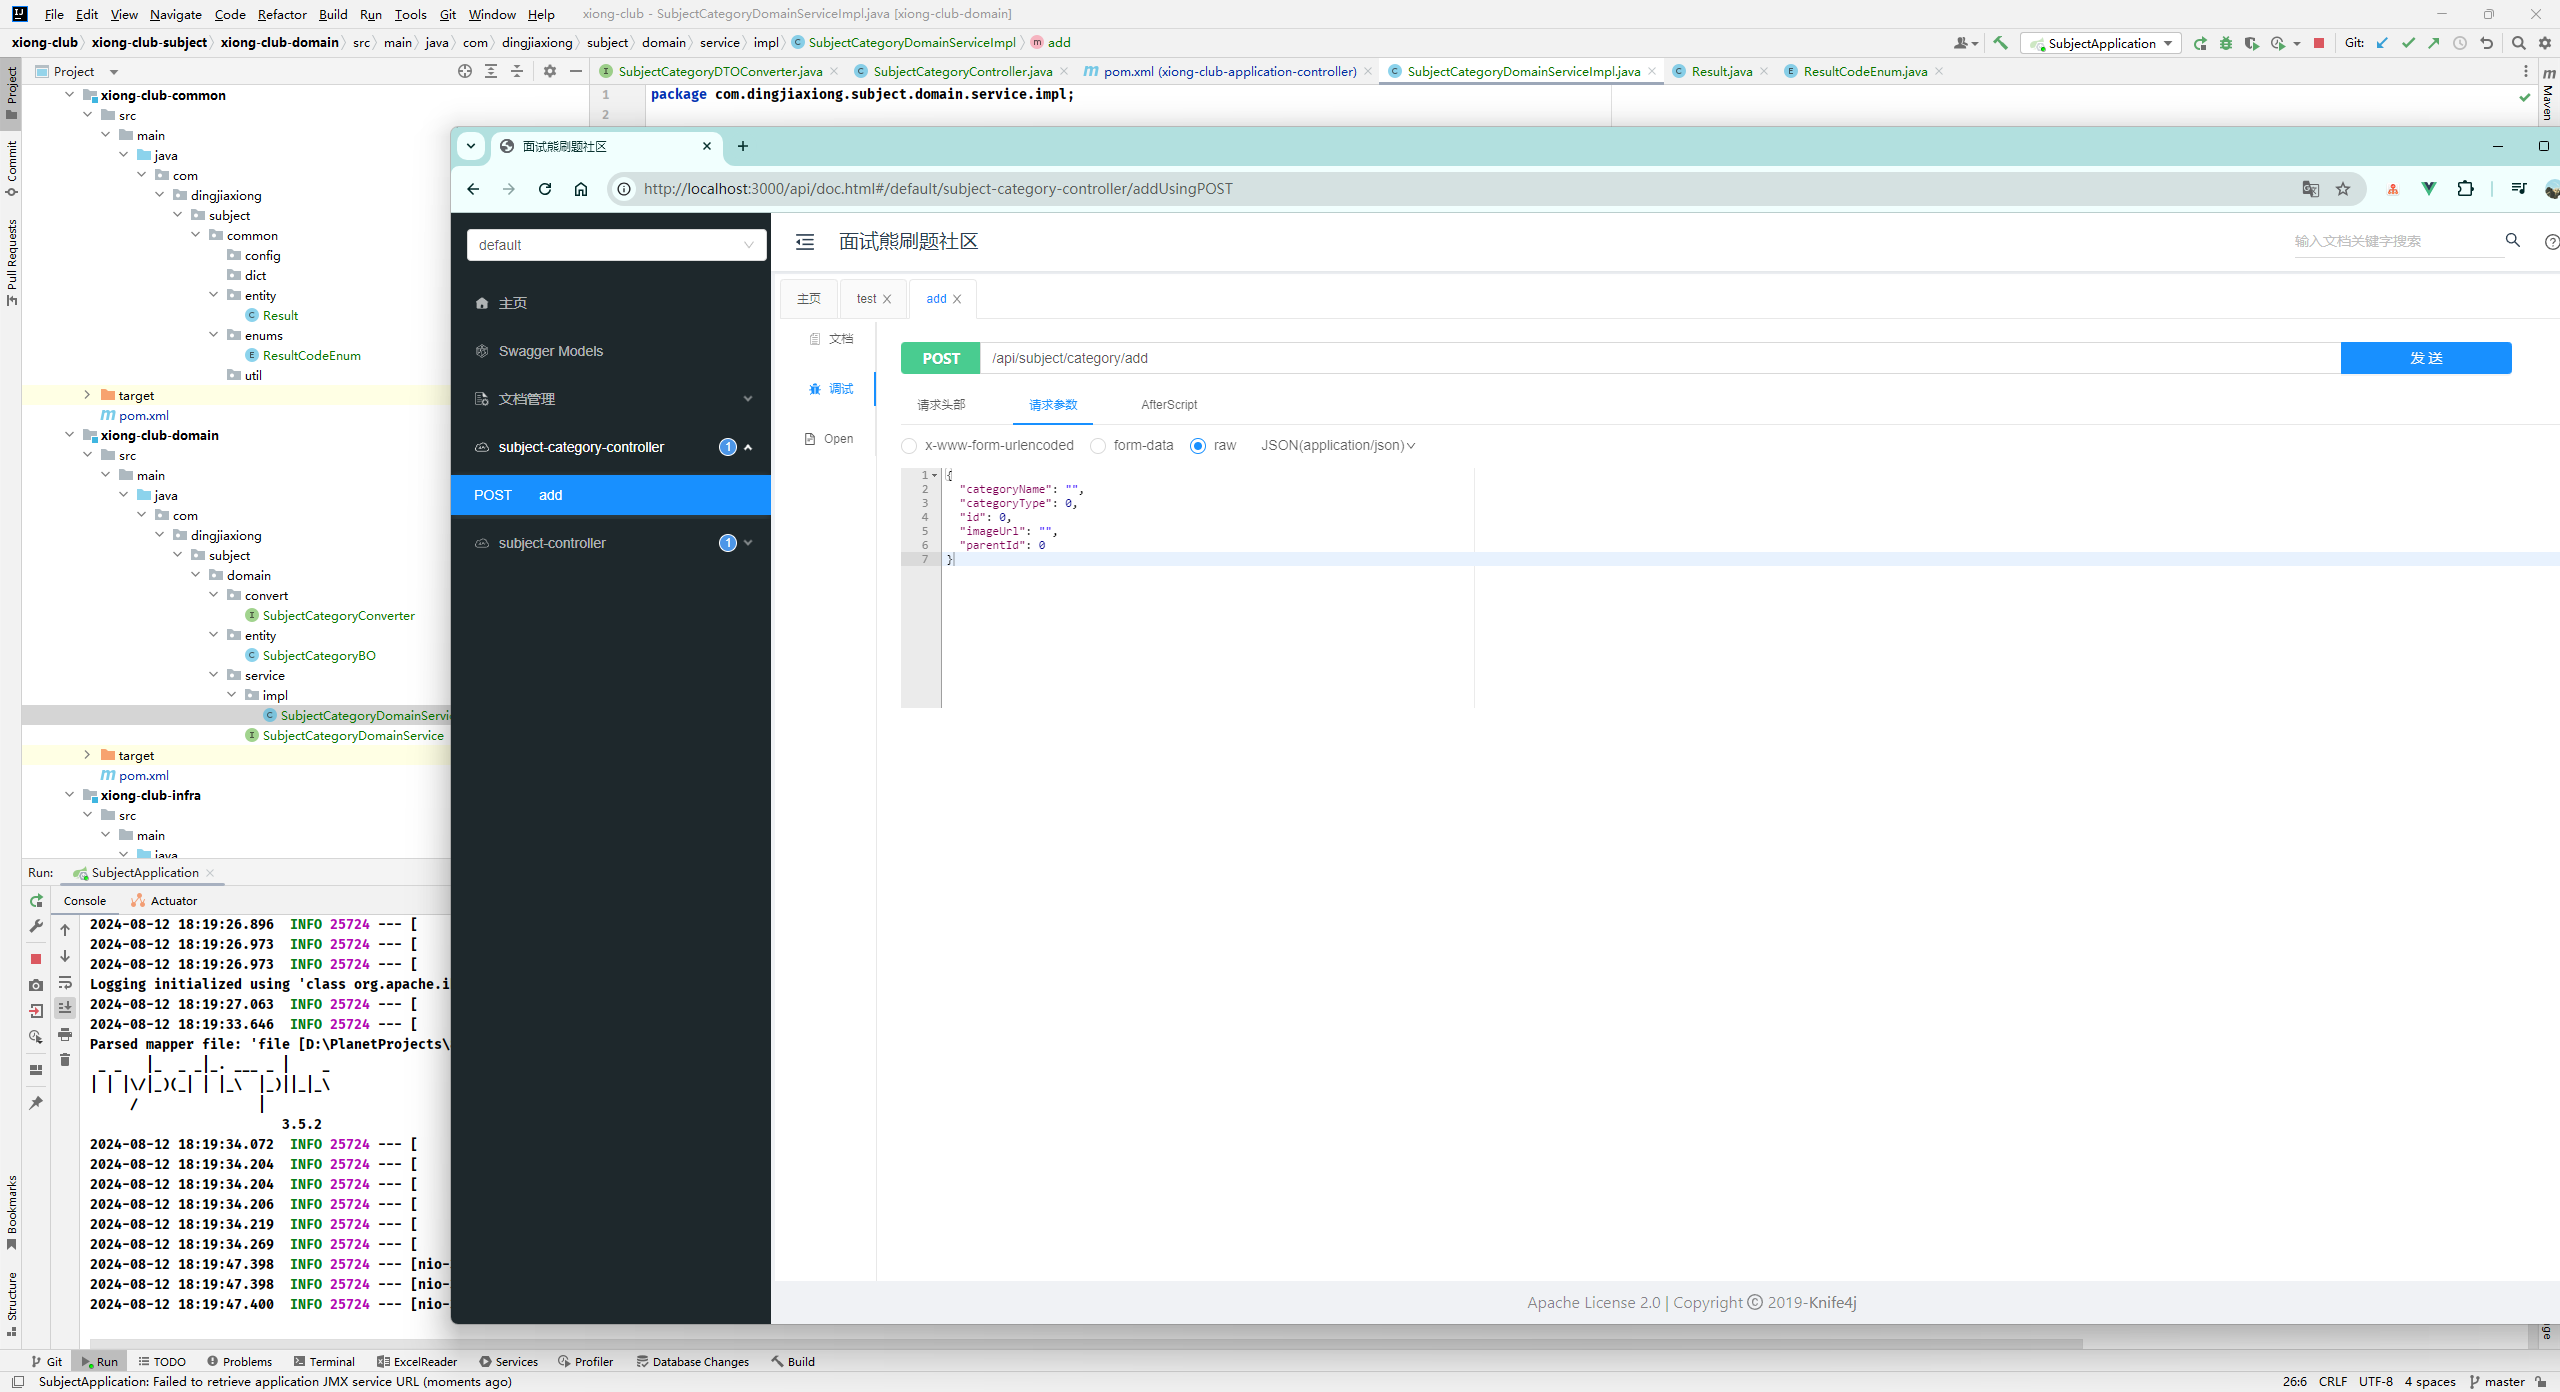 File Edit View Navigate Code Refactor Build Run Tools Git Window Help xiong-club - SubjectCategoryDomainServiceImpl.java [xiong-club-domain]
xiong-club xiong-club-subject xiong-club-domain src main java com dingjiaxiong subject domain service impl SubjectCategoryDomainServiceImpl add SubjectApplication Git:
Project
SubjectCategoryDTOConverter.java SubjectCategoryController.java pom.xml (xiong-club-application-controller) SubjectCategoryDomainServiceImpl.java Result.java ResultCodeEnum.java
1 package com.dingjiaxiong.subject.domain.service.impl;
2
Project
Commit
Pull Requests
Bookmarks
Structure
Maven
xiong-club-common
src
main
java
com
dingjiaxiong
subject
common
config
dict
entity
Result
enums
ResultCodeEnum
util
target
pom.xml
xiong-club-domain
src
main
java
com
dingjiaxiong
subject
domain
convert
SubjectCategoryConverter
entity
SubjectCategoryBO
service
impl
SubjectCategoryDomainServic
SubjectCategoryDomainService
target
pom.xml
xiong-club-infra
src
main
java
面试熊刷题社区
http://localhost:3000/api/doc.html#/default/subject-category-controller/addUsingPOST
default
主页
Swagger Models
文档管理
subject-category-controller 1
POST add
subject-controller 1
面试熊刷题社区
输入文档关键字搜索
主页 test add
文档
调试
Open
POST /api/subject/category/add 发 送
请求头部 请求参数 AfterScript
x-www-form-urlencoded form-data raw JSON(application/json)
1 {
2 "categoryName": "",
3 "categoryType": 0,
4 "id": 0,
5 "imageUrl": "",
6 "parentId": 0
7 }
Apache License 2.0 | Copyright © 2019-Knife4j
Run: SubjectApplication
Console Actuator
2024-08-12 18:19:26.896 INFO 25724 --- [
2024-08-12 18:19:26.973 INFO 25724 --- [
2024-08-12 18:19:26.973 INFO 25724 --- [
Logging initialized using 'class org.apache.i
2024-08-12 18:19:27.063 INFO 25724 --- [
2024-08-12 18:19:33.646 INFO 25724 --- [
Parsed mapper file: 'file [D:\PlanetProjects\
3.5.2
2024-08-12 18:19:34.072 INFO 25724 --- [
2024-08-12 18:19:34.204 INFO 25724 --- [
2024-08-12 18:19:34.204 INFO 25724 --- [
2024-08-12 18:19:34.206 INFO 25724 --- [
2024-08-12 18:19:34.219 INFO 25724 --- [
2024-08-12 18:19:34.269 INFO 25724 --- [
2024-08-12 18:19:47.398 INFO 25724 --- [nio-
2024-08-12 18:19:47.398 INFO 25724 --- [nio-
2024-08-12 18:19:47.400 INFO 25724 --- [nio-
Git Run TODO Problems Terminal ExcelReader Services Profiler Database Changes Build
SubjectApplication: Failed to retrieve application JMX service URL (moments ago) 26:6 CRLF UTF-8 4 spaces master